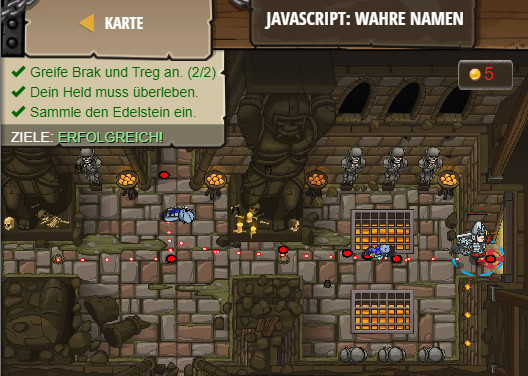 KARTE
JAVASCRIPT: WAHRE NAMEN
Greife Brak und Treg an. (2/2)
Dein Held muss überleben.
Sammle den Edelstein ein.
ZIELE: ERFOLGREICH!
5